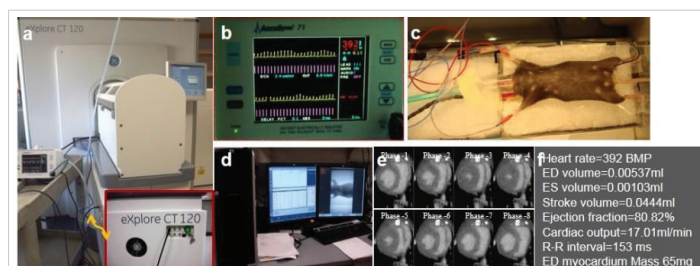 a
eXplore CT 120
eXplore CT 120
b
AccuSync 71
392
c
d
e
Phase -1 Phase -2 Phase -3 Phase -4
Phase -5 Phase -6 Phase -7 Phase -8
f
Heart rate=392 BMP
ED volume=0.00537ml
ES volume=0.00103ml
Stroke volume=0.0444ml
Ejection fraction=80.82%
Cardiac output=17.01ml/min
R-R interval=153 ms
ED myocardium Mass 65mg